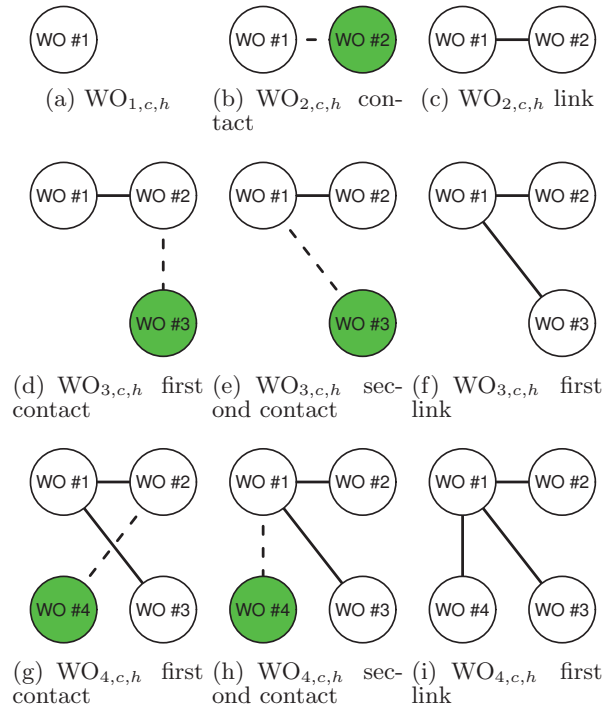 WO #1
WO #1 WO #2
WO #1 WO #2
(a) WO1,c,h
(b) WO2,c,h con-
tact
(c) WO2,c,h link
WO #1 WO #2
WO #3
WO #1 WO #2
WO #3
WO #1 WO #2
WO #3
(d) WO3,c,h first
contact
(e) WO3,c,h sec-
ond contact
(f) WO3,c,h first
link
WO #1 WO #2
WO #4 WO #3
WO #1 WO #2
WO #4 WO #3
WO #1 WO #2
WO #4 WO #3
(g) WO4,c,h first
contact
(h) WO4,c,h sec-
ond contact
(i) WO4,c,h first
link